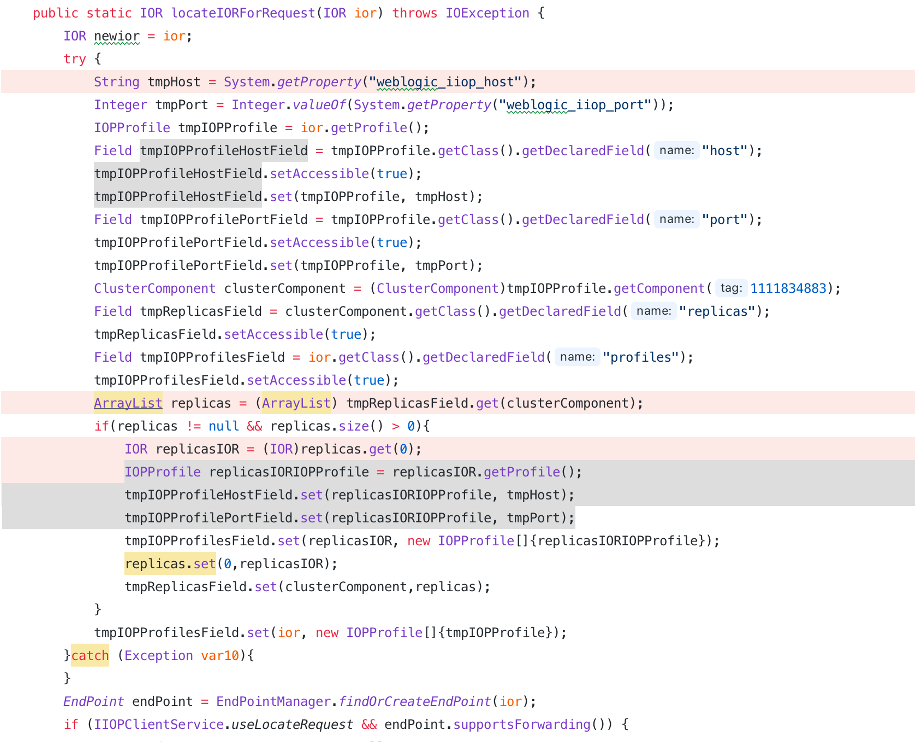 public static IOR locateIORForRequest(IOR ior) throws IOException {
IOR newior = ior;
try {
String tmpHost = System.getProperty("weblogic_iiop_host");
Integer tmpPort = Integer.valueOf(System.getProperty("weblogic_iiop_port"));
IOPProfile tmpIOPProfile = ior.getProfile();
Field tmpIOPProfileHostField = tmpIOPProfile.getClass().getDeclaredField( name: "host");
tmpIOPProfileHostField.setAccessible(true);
tmpIOPProfileHostField.set(tmpIOPProfile, tmpHost);
Field tmpIOPProfilePortField = tmpIOPProfile.getClass().getDeclaredField( name: "port");
tmpIOPProfilePortField.setAccessible(true);
tmpIOPProfilePortField.set(tmpIOPProfile, tmpPort);
ClusterComponent clusterComponent = (ClusterComponent)tmpIOPProfile.getComponent( tag: 1111834883);
Field tmpReplicasField = clusterComponent.getClass().getDeclaredField( name: "replicas");
tmpReplicasField.setAccessible(true);
Field tmpIOPProfilesField = ior.getClass().getDeclaredField( name: "profiles");
tmpIOPProfilesField.setAccessible(true);
ArrayList replicas = (ArrayList) tmpReplicasField.get(clusterComponent);
if(replicas != null && replicas.size() > 0){
IOR replicasIOR = (IOR)replicas.get(0);
IOPProfile replicasIORIOPProfile = replicasIOR.getProfile();
tmpIOPProfileHostField.set(replicasIORIOPProfile, tmpHost);
tmpIOPProfilePortField.set(replicasIORIOPProfile, tmpPort);
tmpIOPProfilesField.set(replicasIOR, new IOPProfile[]{replicasIORIOPProfile});
replicas.set(0,replicasIOR);
tmpReplicasField.set(clusterComponent,replicas);
}
tmpIOPProfilesField.set(ior, new IOPProfile[]{tmpIOPProfile});
}catch (Exception var10){
}
EndPoint endPoint = EndPointManager.findOrCreateEndPoint(ior);
if (IIOPClientService.useLocateRequest && endPoint.supportsForwarding()) {